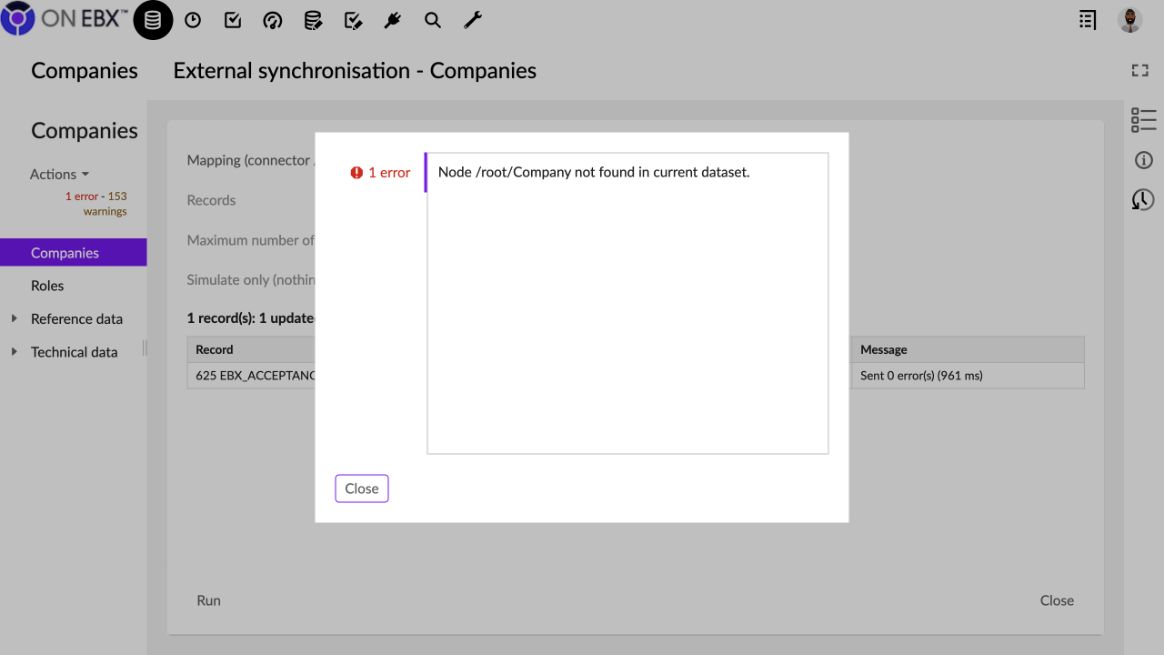 ON EBX™
Companies
External synchronisation - Companies
Companies
Actions
1 error - 153
warnings
Companies
Roles
Reference data
Technical data
Mapping (connector
Records
Maximum number of
Simulate only (nothin
1 record(s): 1 update
Record
Message
625 EBX_ACCEPTANC
Sent 0 error(s) (961 ms)
1 error
Node /root/Company not found in current dataset.
Close
Run
Close